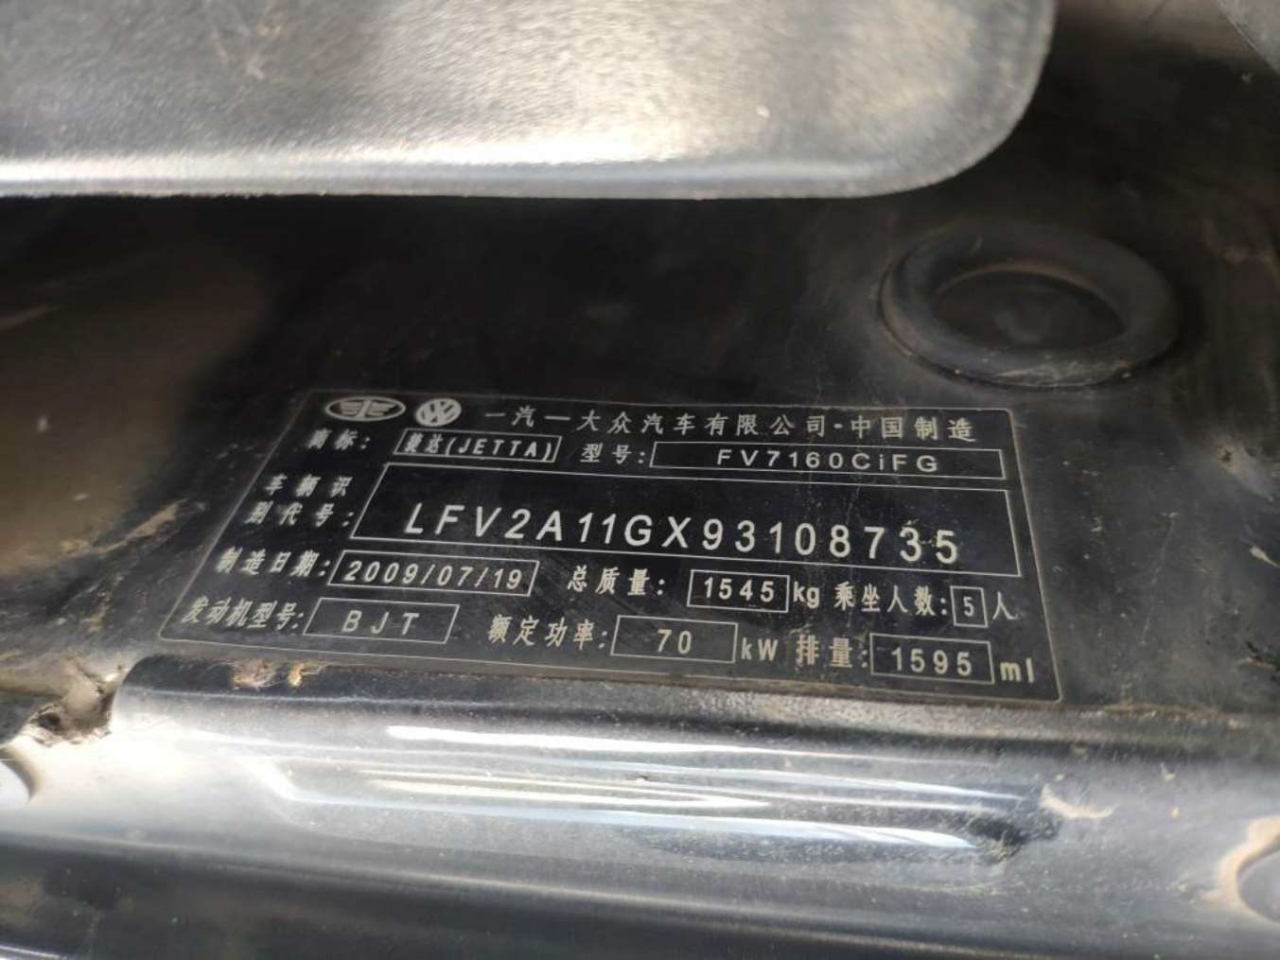 一汽—大众汽车有限公司·中国制造
商标: 捷达(JETTA) 型号: FV7160CiFG
车辆识
别代号: LFV2A11GX93108735
制造日期: 2009/07/19 总质量: 1545 kg 乘坐人数: 5 人
发动机型号: BJT 额定功率: 70 kW 排量: 1595 ml